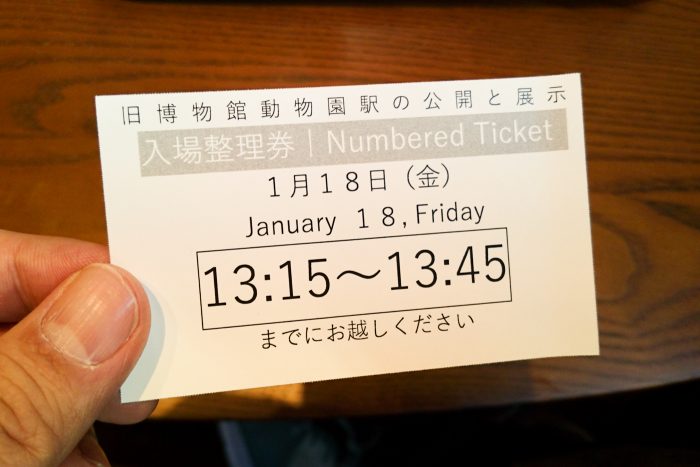 旧博物館動物園駅の公開と展示
入場整理券｜Numbered Ticket
1月18日（金）
January 18, Friday
13:15～13:45
までにお越しください